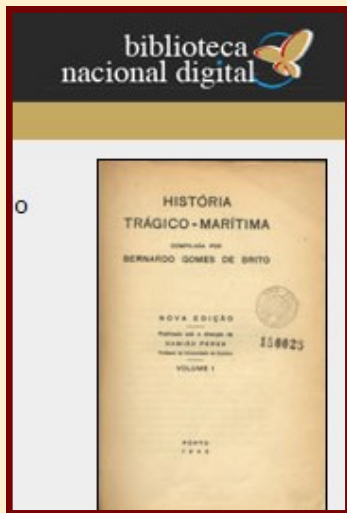 biblioteca
nacional digital
o
HISTÓRIA
TRÁGICO-MARÍTIMA
COMPILADA POR
BERNARDO GOMES DE BRITO
NOVA EDIÇÃO
DAMIÃO PERES
VOLUME I
150023
PORTO